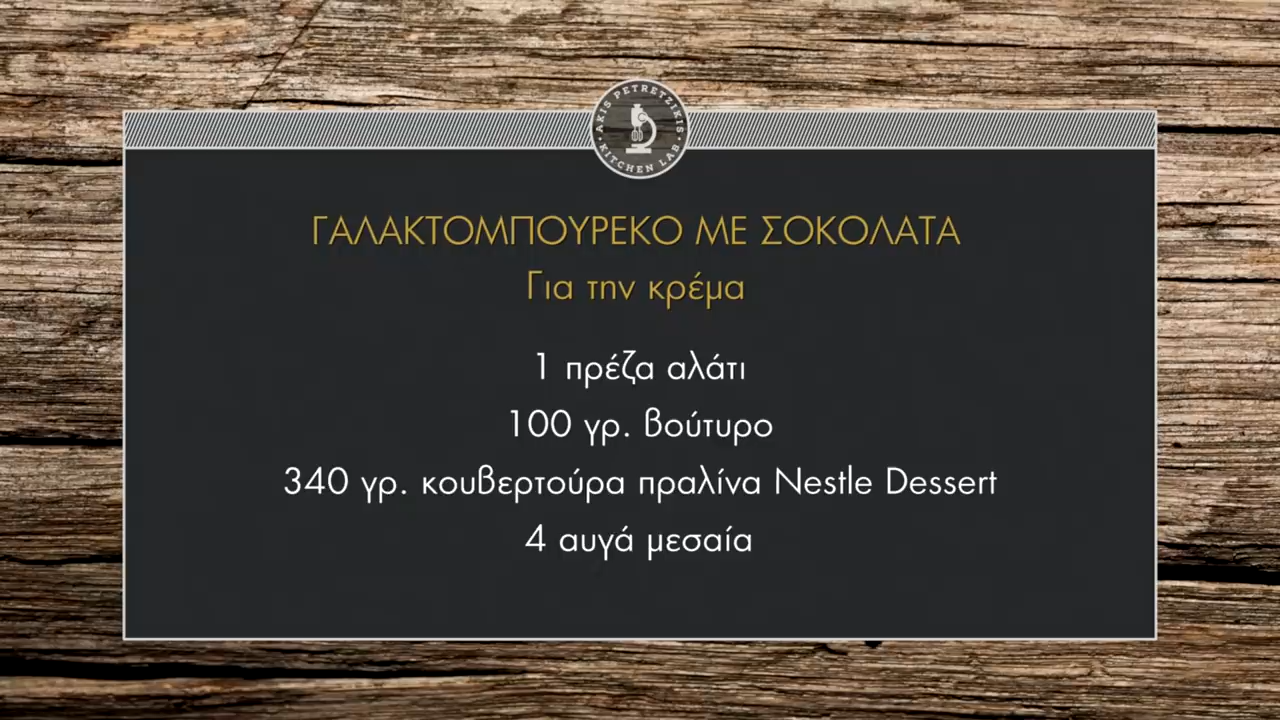 AKIS PETRETZIKIS
KITCHEN LAB
ΓΑΛΑΚΤΟΜΠΟΥΡΕΚΟ ΜΕ ΣΟΚΟΛΑΤΑ
Για την κρέμα
1 πρέζα αλάτι
100 γρ. βούτυρο
340 γρ. κουβερτούρα πραλίνα Nestle Dessert
4 αυγά μεσαία